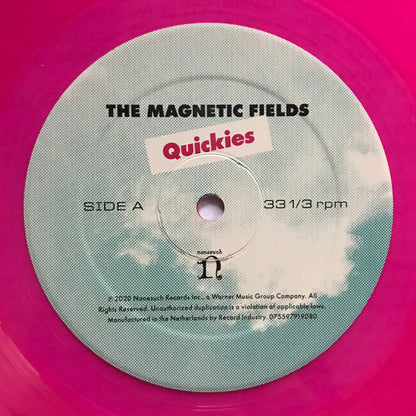 THE MAGNETIC FIELDS
Quickies
SIDE A
33 1/3 rpm
nonesuch
℗ 2020 Nonesuch Records Inc., a Warner Music Group Company. All
Rights Reserved. Unauthorized duplication is a violation of applicable laws.
Manufactured in the Netherlands by Record Industry. 075597919080